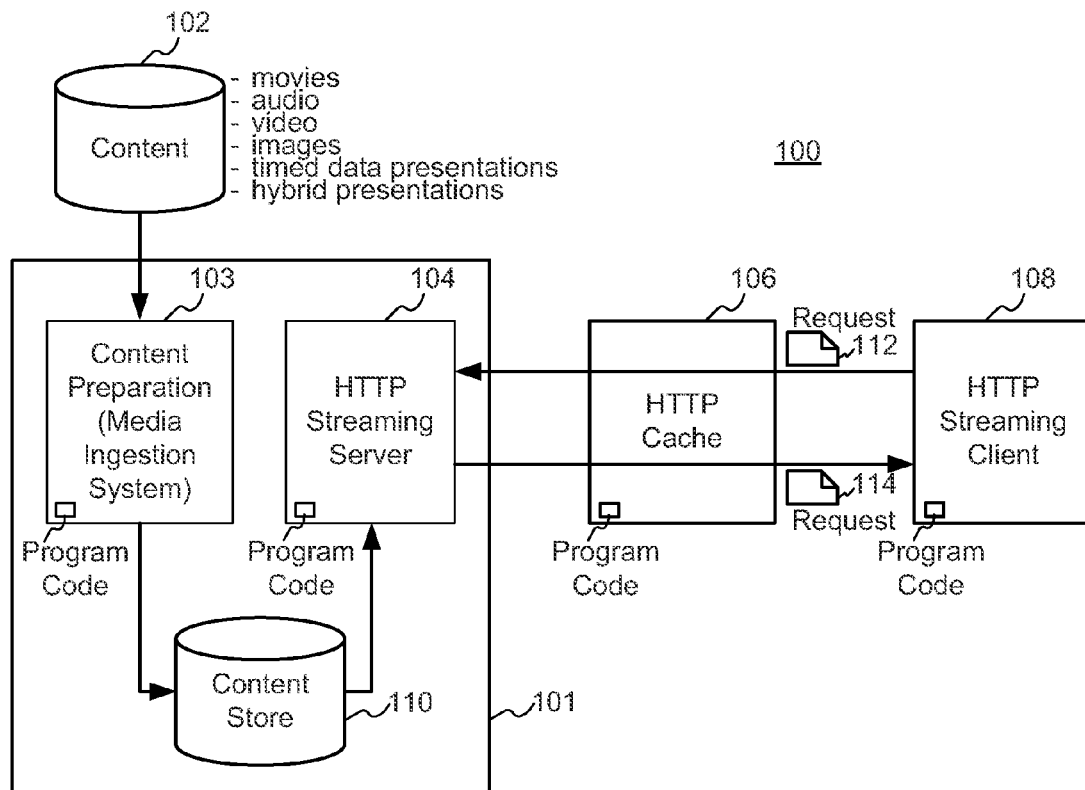 102
- movies
- audio
- video
- images
- timed data presentations
- hybrid presentations
Content
100
103
104
106
108
Content
Preparation
(Media
Ingestion
System)
HTTP
Streaming
Server
HTTP
Cache
HTTP
Streaming
Client
Request
112
114
Request
Program
Code
Program
Code
Program
Code
Program
Code
Content
Store
110
101